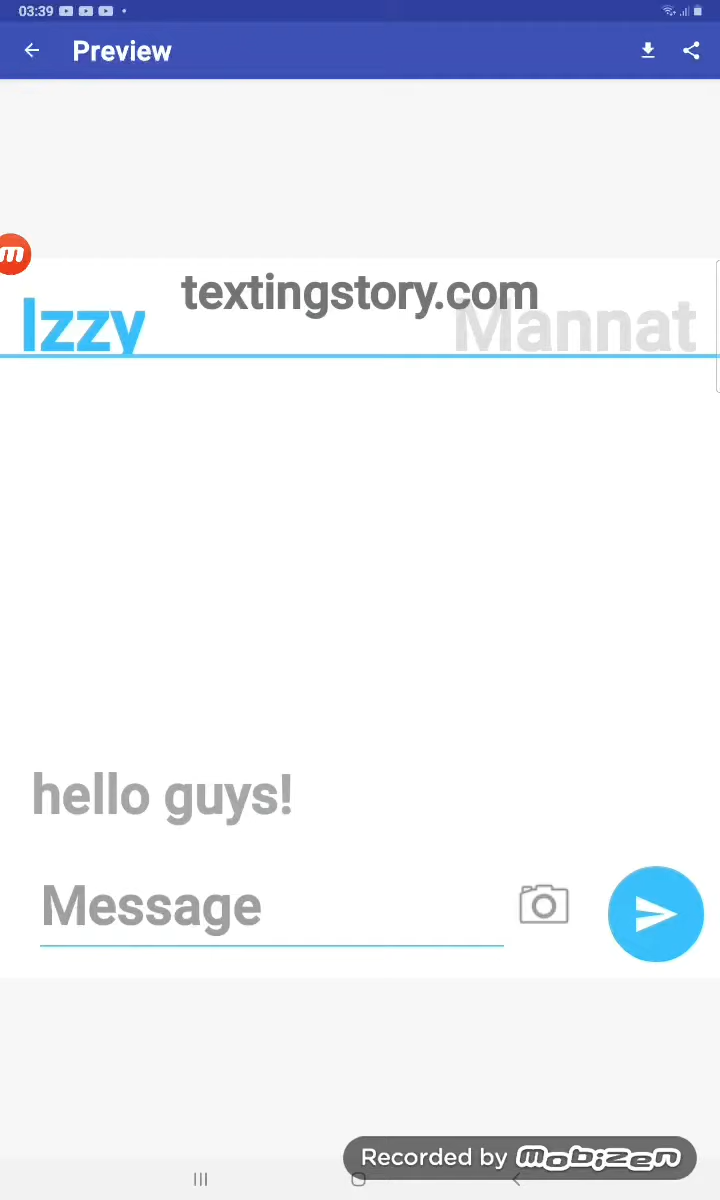 03:39
Preview
textingstory.com
Izzy Mannat
hello guys!
Message
Recorded by mobizen